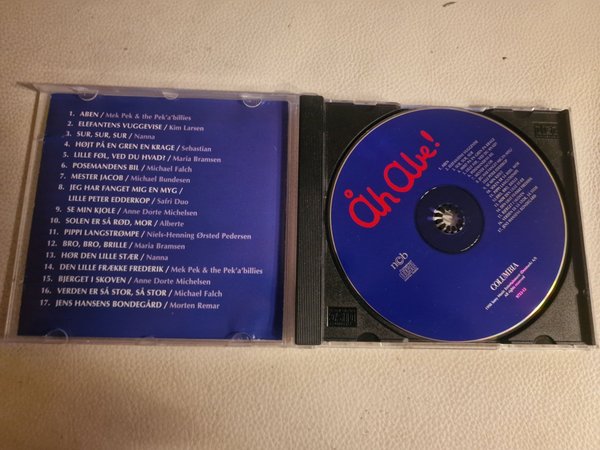 1. ABEN / Mek Pek & the Pek'a'billies
2. ELEFANTENS VUGGEVISE / Kim Larsen
3. SUR, SUR, SUR / Nanna
4. HØJT PÅ EN GREN EN KRAGE / Sebastian
5. LILLE FØL, VED DU HVAD? / Maria Bramsen
6. POSEMANDENS BIL / Michael Falch
7. MESTER JACOB / Michael Bundesen
8. JEG HAR FANGET MIG EN MYG /
LILLE PETER EDDERKOP / Safri Duo
9. SE MIN KJOLE / Anne Dorte Michelsen
10. SOLEN ER SÅ RØD, MOR / Alberte
11. PIPPI LANGSTRØMPE / Niels-Henning Ørsted Pedersen
12. BRO, BRO, BRILLE / Maria Bramsen
13. HØR DEN LILLE STÆR / Nanna
14. DEN LILLE FRÆKKE FREDERIK / Mek Pek & the Pek'a'billies
15. BJERGET I SKOVEN / Anne Dorte Michelsen
16. VERDEN ER SÅ STOR, SÅ STOR / Michael Falch
17. JENS HANSENS BONDEGÅRD / Morten Remar
Åh Abe!
ncb
COLUMBIA